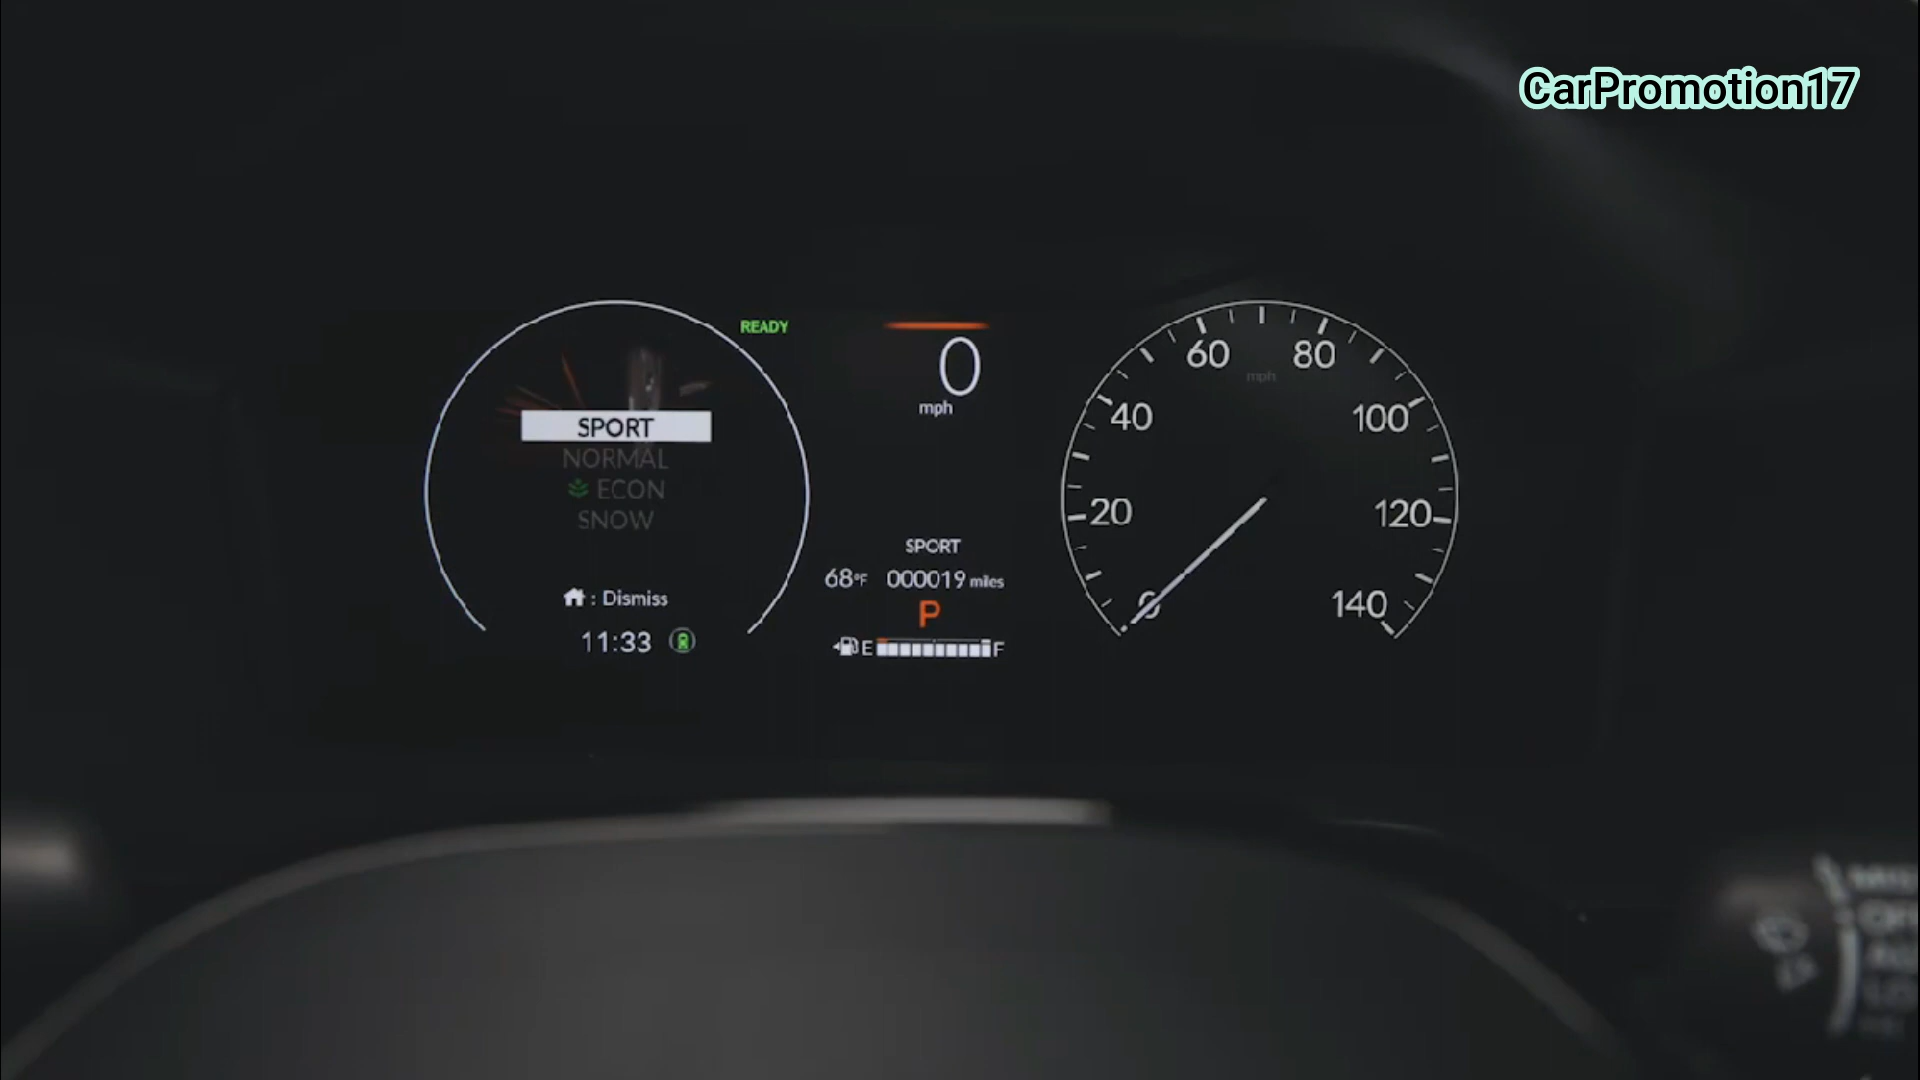 CarPromotion17
READY
SPORT
NORMAL
ECON
SNOW
: Dismiss
11:33
0
mph
SPORT
68°F 000019 miles
P
E F
0
20
40
60
80
100
120
140
mph